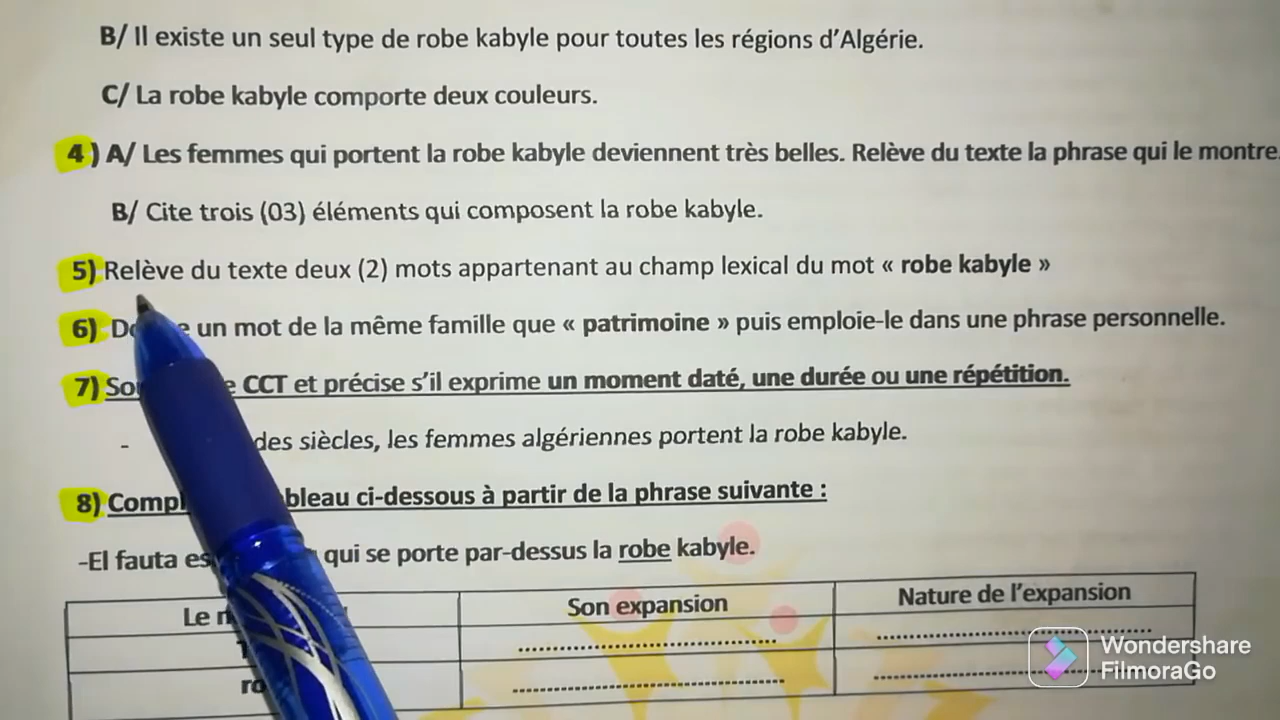 B/ Il existe un seul type de robe kabyle pour toutes les régions d'Algérie.
C/ La robe kabyle comporte deux couleurs.
4) A/ Les femmes qui portent la robe kabyle deviennent très belles. Relève du texte la phrase qui le montre.
B/ Cite trois (03) éléments qui composent la robe kabyle.
5) Relève du texte deux (2) mots appartenant au champ lexical du mot « robe kabyle »
6) un mot de la même famille que « patrimoine » puis emploie-le dans une phrase personnelle.
7) CCT et précise s'il exprime un moment daté, une durée ou une répétition.
- des siècles, les femmes algériennes portent la robe kabyle.
8) ci-dessous à partir de la phrase suivante :
-El fauta qui se porte par-dessus la robe kabyle.
Le Son expansion Nature de l'expansion
Wondershare
FilmoraGo